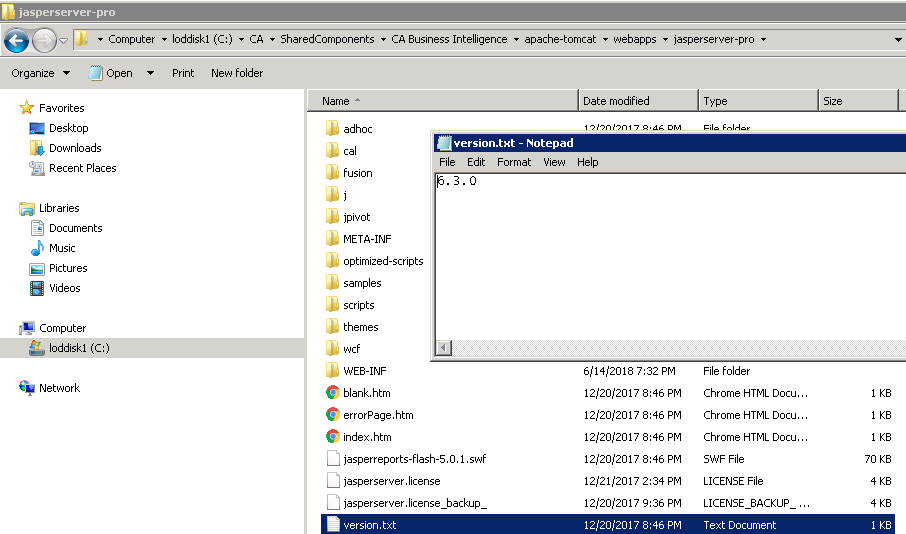 jasperserver-pro
Computer loddisk1 (C:) CA SharedComponents CA Business Intelligence apache-tomcat webapps jasperserver-pro
Organize Open Print New folder
Favorites
Desktop
Downloads
Recent Places
Libraries
Documents
Music
Pictures
Videos
Computer
loddisk1 (C:)
Network
Name Date modified Type Size
adhoc 12/20/2017 8:46 PM File folder
cal
fusion
j
jpivot
META-INF
optimized-scripts
samples
scripts
themes
wcf
WEB-INF 6/14/2018 7:32 PM File folder
blank.htm 12/20/2017 8:46 PM Chrome HTML Docu... 1 KB
errorPage.htm 12/20/2017 8:46 PM Chrome HTML Docu... 1 KB
index.htm 12/20/2017 8:46 PM Chrome HTML Docu... 1 KB
jasperreports-flash-5.0.1.swf 12/20/2017 8:46 PM SWF File 70 KB
jasperserver.license 12/21/2017 2:34 PM LICENSE File 4 KB
jasperserver.license_backup_ 12/20/2017 9:36 PM LICENSE_BACKUP_ ... 4 KB
version.txt 12/20/2017 8:46 PM Text Document 1 KB
version.txt - Notepad
File Edit Format View Help
6.3.0